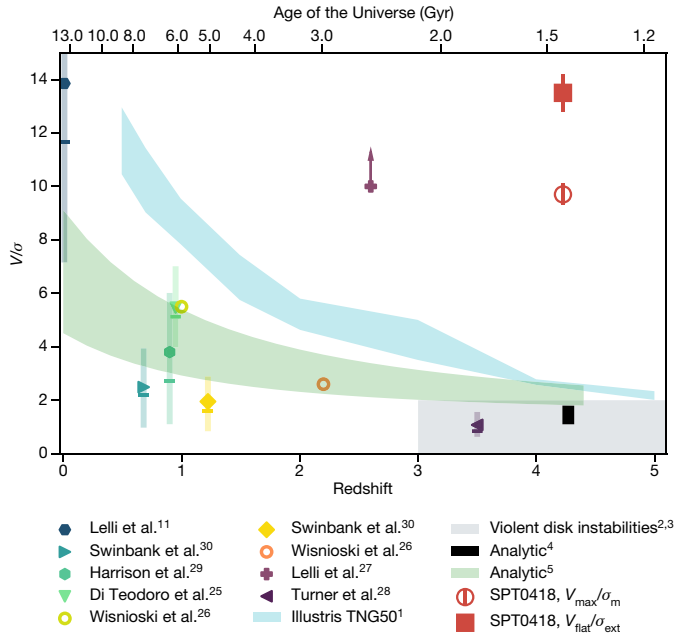 Age of the Universe (Gyr)
13.0 10.0 8.0 6.0 5.0 4.0 3.0 2.0 1.4 1.2
14
12
10
8
6
4
2
0
V/σ
0 1 2 3 4 5
Redshift
Lelli et al.11
Swinbank et al.30
Harrison et al.29
Di Teodoro et al.25
Wisnioski et al.26
Swinbank et al.30
Wisnioski et al.26
Lelli et al.27
Turner et al.28
Illustris TNG501
Violent disk instabilities2,3
Analytic4
Analytic5
SPT0418, Vmax/σm
SPT0418, Vflat/σext